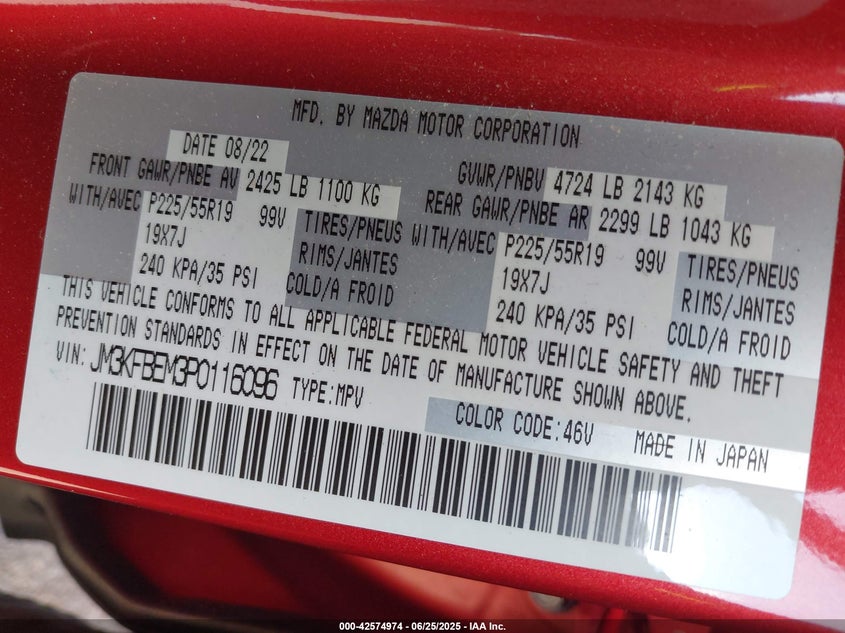 MFD. BY MAZDA MOTOR CORPORATION
DATE 08/22
GVWR/PNBV 4724 LB 2143 KG
FRONT GAWR/PNBE AV 2425 LB 1100 KG
REAR GAWR/PNBE AR 2299 LB 1043 KG
WITH/AVEC P225/55R19 99V TIRES/PNEUS
19X7J RIMS/JANTES
240 KPA/35 PSI COLD/A FROID
WITH/AVEC P225/55R19 99V TIRES/PNEUS
19X7J RIMS/JANTES
240 KPA/35 PSI COLD/A FROID
THIS VEHICLE CONFORMS TO ALL APPLICABLE FEDERAL MOTOR VEHICLE SAFETY AND THEFT
PREVENTION STANDARDS IN EFFECT ON THE DATE OF MANUFACTURE SHOWN ABOVE.
VIN: JM3KFBEM3P0116096 TYPE:MPV
COLOR CODE:46V MADE IN JAPAN
000-42574974 - 06/25/2025 - IAA Inc.